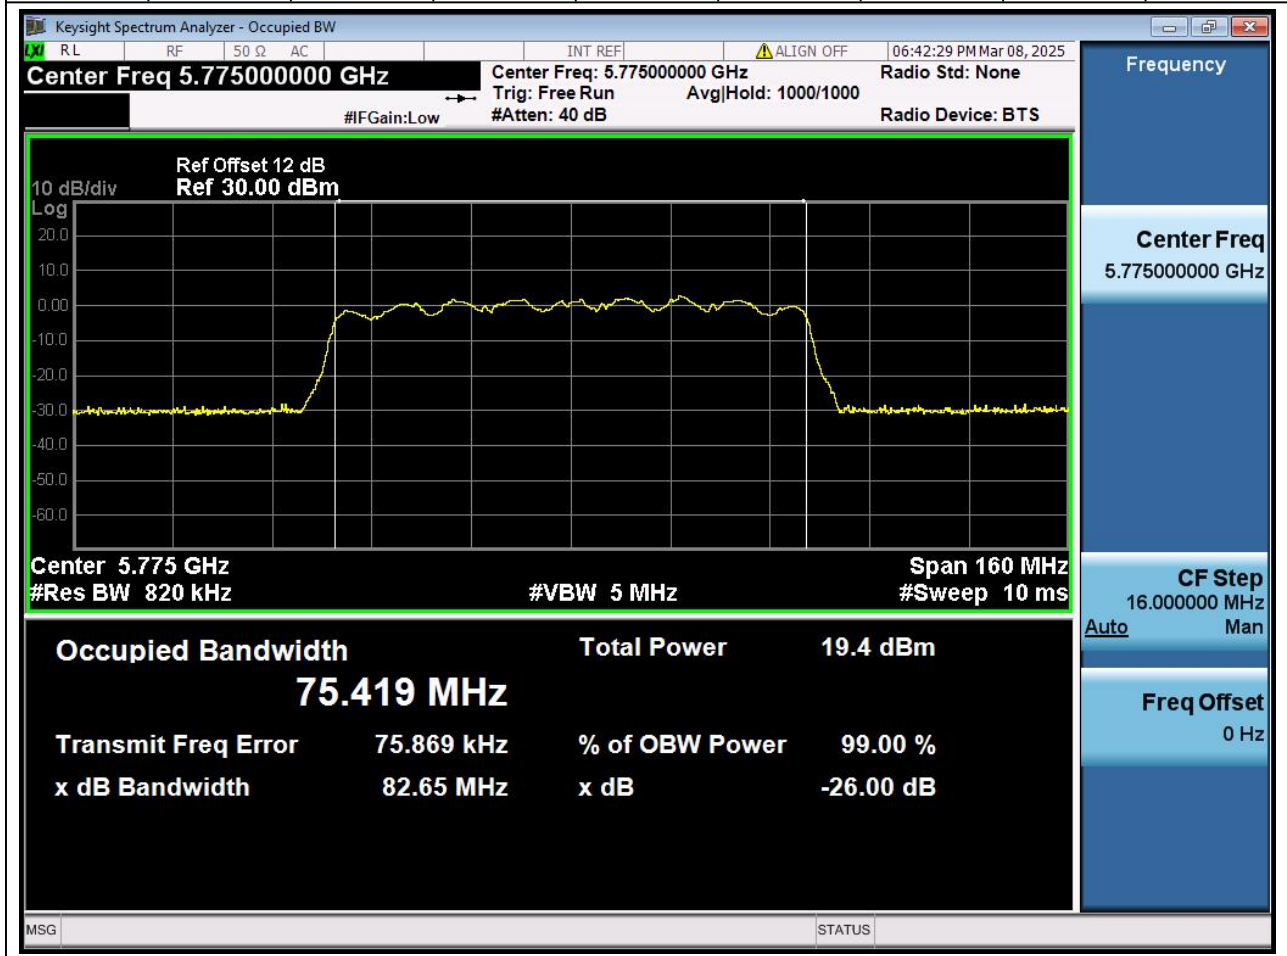 Keysight Spectrum Analyzer - Occupied BW
LXI RL RF 50 Ω AC INT REF ALIGN OFF 06:42:29 PM Mar 08, 2025
Center Freq 5.775000000 GHz
Center Freq: 5.775000000 GHz
Radio Std: None
Trig: Free Run Avg|Hold: 1000/1000
#IFGain:Low
#Atten: 40 dB
Radio Device: BTS
Ref Offset 12 dB
10 dB/div Ref 30.00 dBm
Log
20.0
10.0
0.00
-10.0
-20.0
-30.0
-40.0
-50.0
-60.0
Center 5.775 GHz Span 160 MHz
#Res BW 820 kHz #VBW 5 MHz #Sweep 10 ms
Occupied Bandwidth Total Power 19.4 dBm
75.419 MHz
Transmit Freq Error 75.869 kHz % of OBW Power 99.00 %
x dB Bandwidth 82.65 MHz x dB -26.00 dB
Frequency
Center Freq
5.775000000 GHz
CF Step
16.000000 MHz
Auto Man
Freq Offset
0 Hz
MSG STATUS